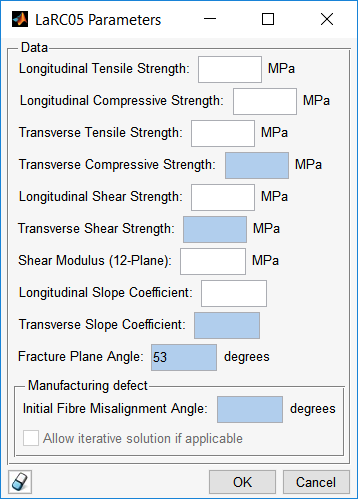 LaRC05 Parameters
Data
Longitudinal Tensile Strength: MPa
Longitudinal Compressive Strength: MPa
Transverse Tensile Strength: MPa
Transverse Compressive Strength: MPa
Longitudinal Shear Strength: MPa
Transverse Shear Strength: MPa
Shear Modulus (12-Plane): MPa
Longitudinal Slope Coefficient:
Transverse Slope Coefficient:
Fracture Plane Angle: 53 degrees
Manufacturing defect
Initial Fibre Misalignment Angle: degrees
Allow iterative solution if applicable
OK Cancel